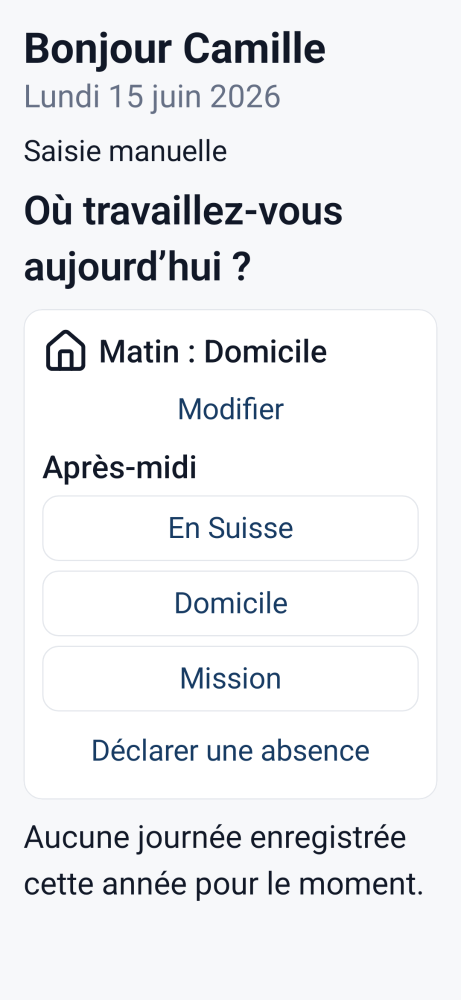 Bonjour Camille
Lundi 15 juin 2026
Saisie manuelle
Où travaillez-vous
aujourd’hui ?
Matin : Domicile
Modifier
Après-midi
En Suisse
Domicile
Mission
Déclarer une absence
Aucune journée enregistrée
cette année pour le moment.